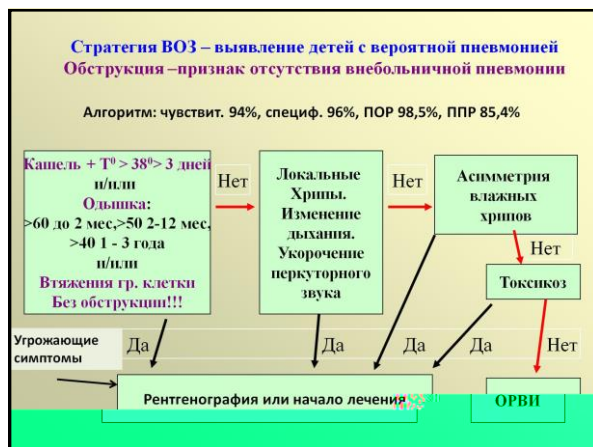 Стратегия ВОЗ – выявление детей с вероятной пневмонией
Обструкция –признак отсутствия внебольничной пневмонии
Алгоритм: чувствит. 94%, специф. 96%, ПОР 98,5%, ППР 85,4%
Кашель + Т⁰ > 38⁰> 3 дней
и/или
Одышка:
>60 до 2 мес,>50 2-12 мес,
>40 1 - 3 года
и/или
Втяжения гр. клетки
Без обструкции!!!
Нет
Локальные
Хрипы.
Изменение
дыхания.
Укорочение
перкуторного
звука
Нет
Асимметрия
влажных
хрипов
Нет
Токсикоз
Угрожающие
симптомы
Да
Да
Да
Да
Нет
Рентгенография или начало лечения
ОРВИ